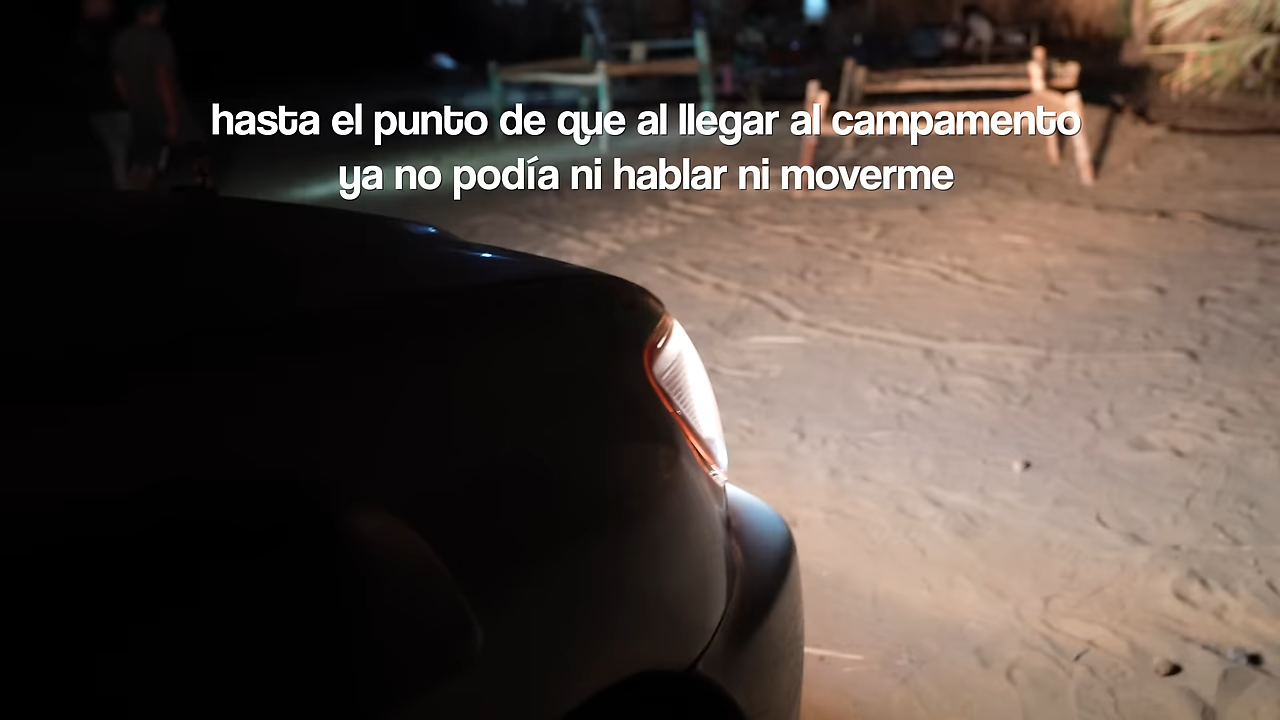 hasta el punto de que al llegar al campamento
ya no podía ni hablar ni moverme